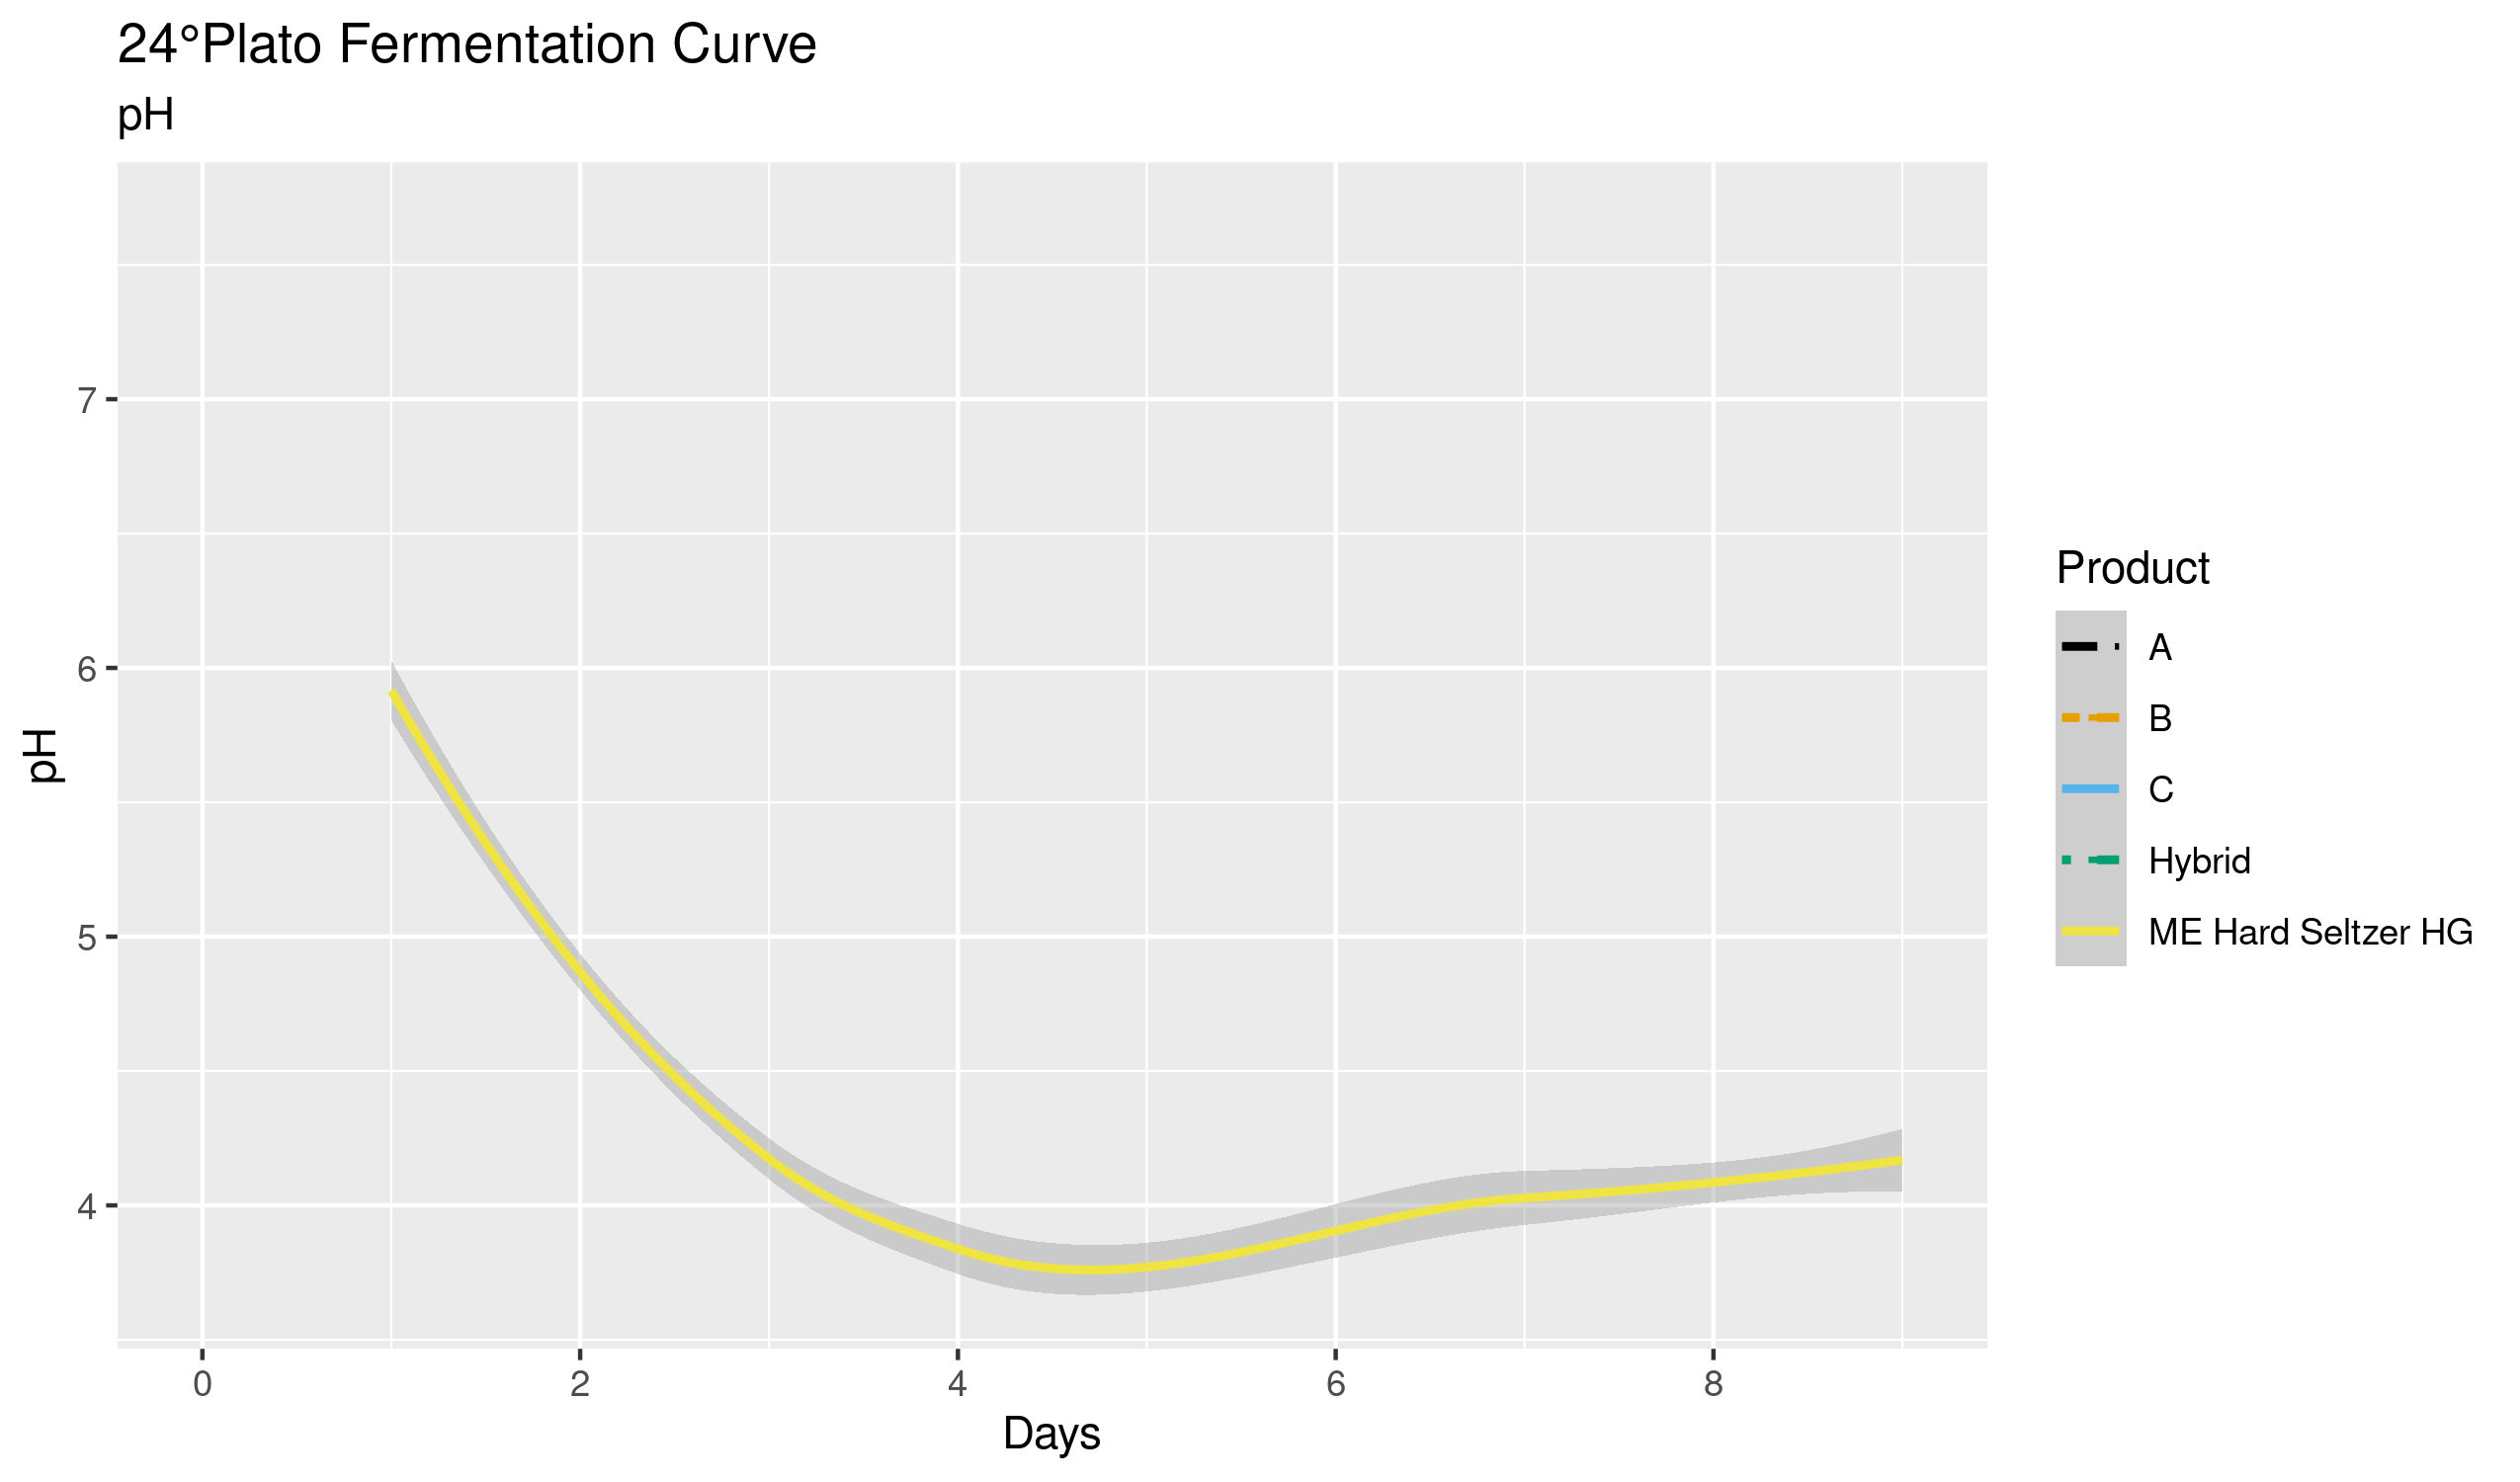 24°Plato Fermentation Curve
pH
7
6
5
4
pH
0 2 4 6 8
Days
Product
A
B
C
Hybrid
ME Hard Seltzer HG